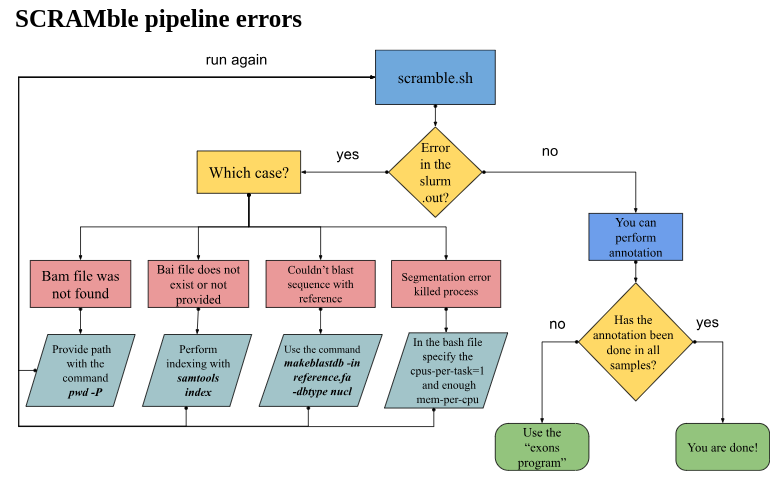 SCRAMble pipeline errors
run again
scramble.sh
Error
in the
slurm
.out?
yes
no
Which case?
You can
perform
annotation
Bam file was
not found
Bai file does not
exist or not
provided
Couldn't blast
sequence with
reference
Segmentation error
killed process
Provide path
with the
command
pwd -P
Perform
indexing with
samtools
index
Use the command
makeblastdb -in
reference.fa
-dbtype nucl
In the bash file
specify the
cpus-per-task=1
and enough
mem-per-cpu
no
Has the
annotation been
done in all
samples?
yes
Use the
“exons
program”
You are done!